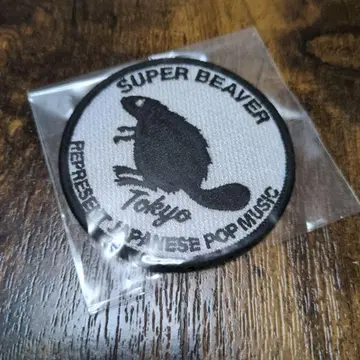 SUPER BEAVER
Tokyo
REPRESENT JAPANESE POP MUSIC